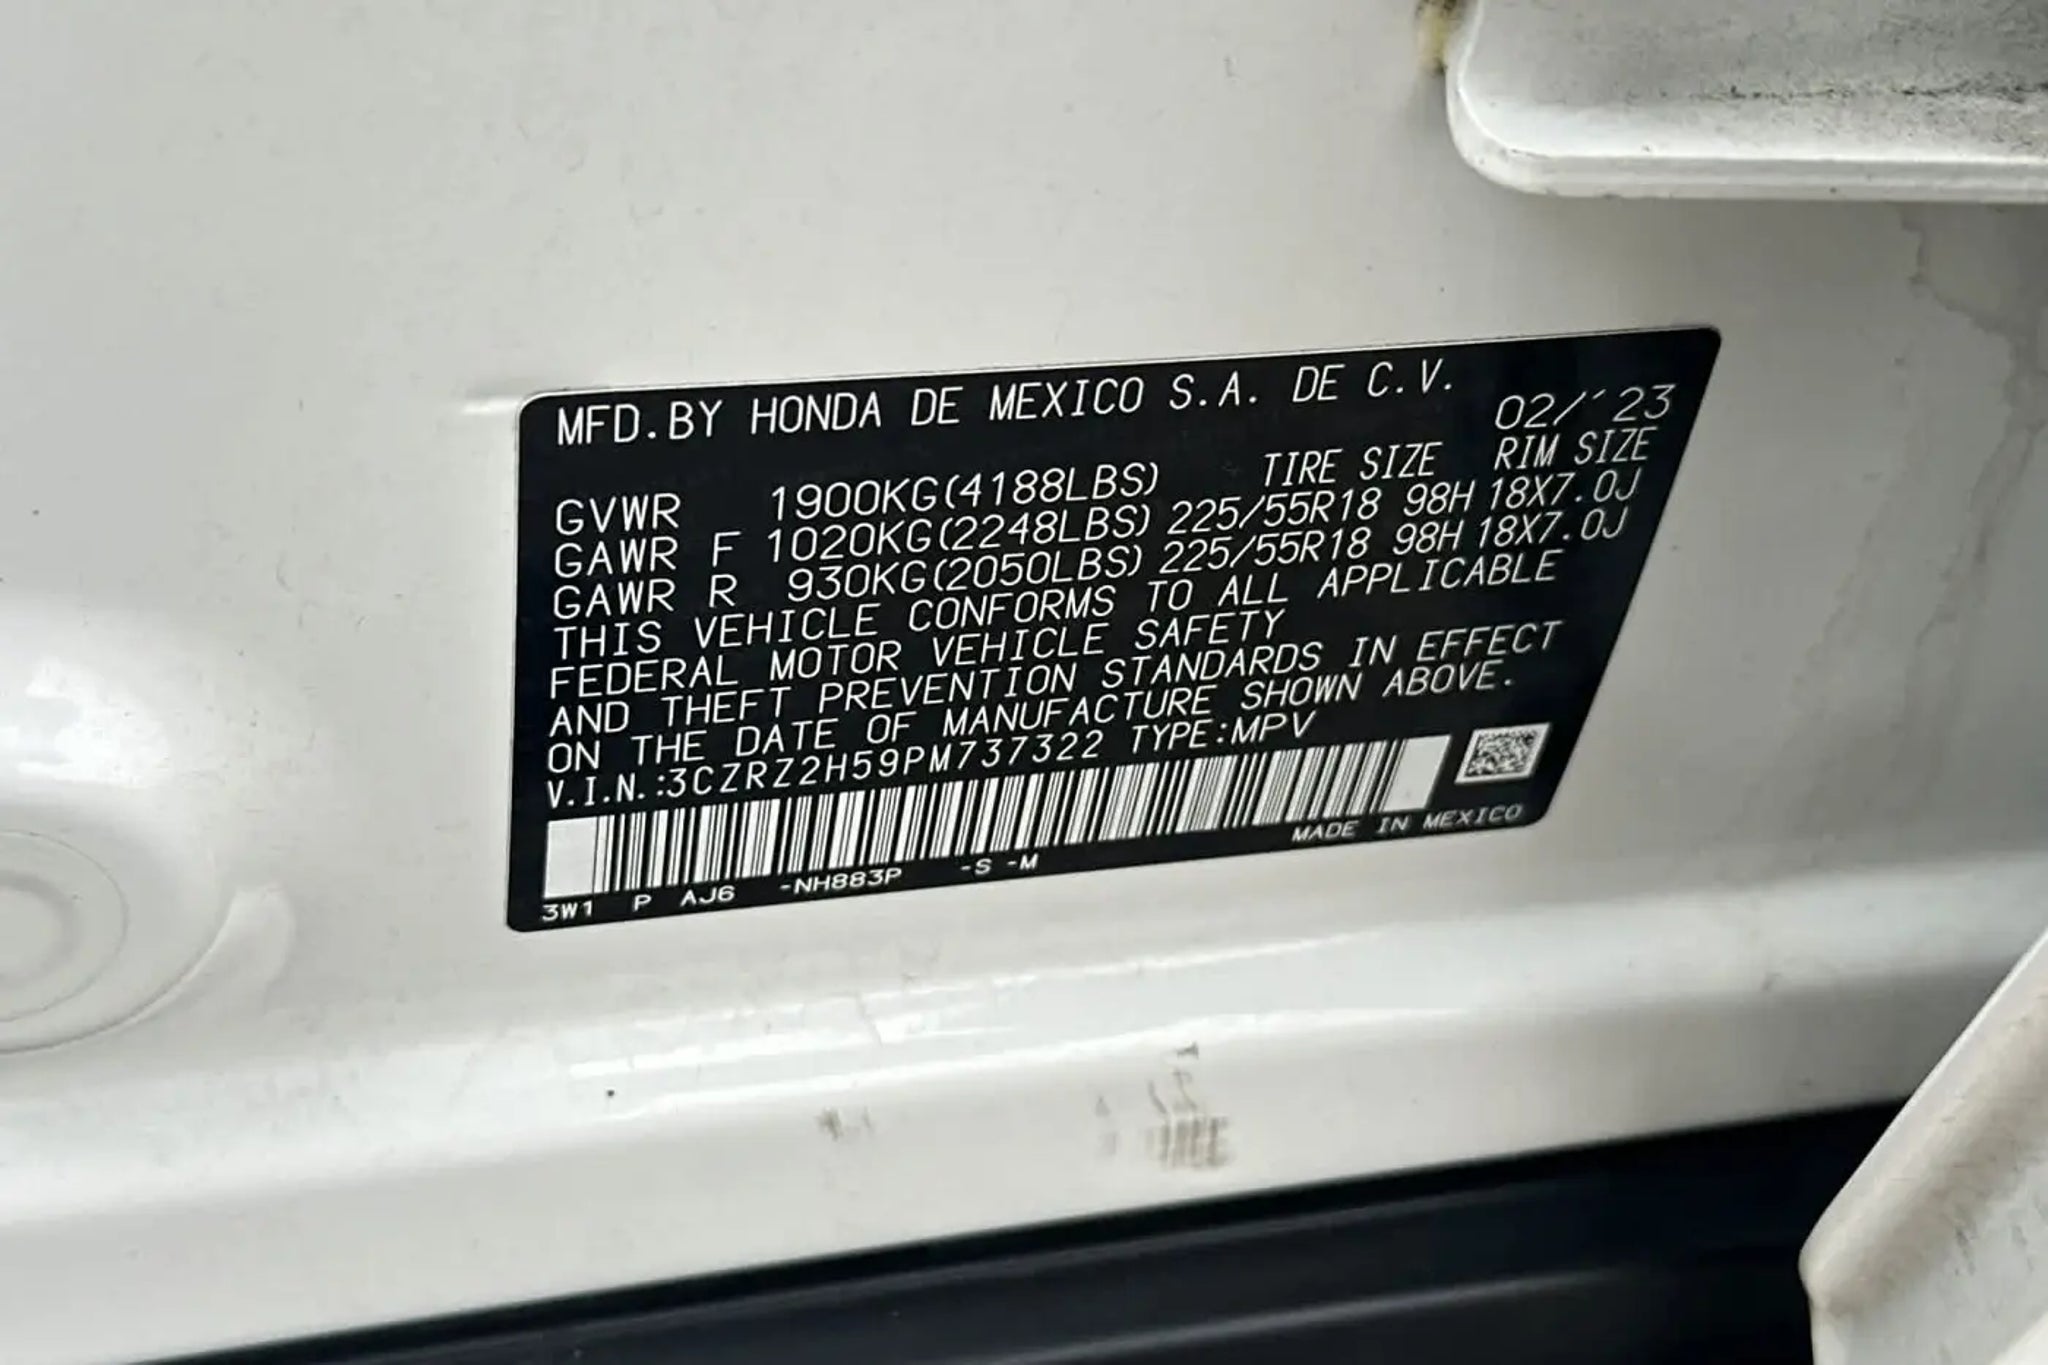 MFD.BY HONDA DE MEXICO S.A. DE C.V.
02/'23
TIRE SIZE RIM SIZE
GVWR 1900KG(4188LBS)
GAWR F 1020KG(2248LBS) 225/55R18 98H 18X7.0J
GAWR R 930KG(2050LBS) 225/55R18 98H 18X7.0J
THIS VEHICLE CONFORMS TO ALL APPLICABLE
FEDERAL MOTOR VEHICLE SAFETY
AND THEFT PREVENTION STANDARDS IN EFFECT
ON THE DATE OF MANUFACTURE SHOWN ABOVE.
V.I.N.:3CZRZ2H59PM737322 TYPE:MPV
MADE IN MEXICO
3W1 P AJ6 -NH883P -S -M